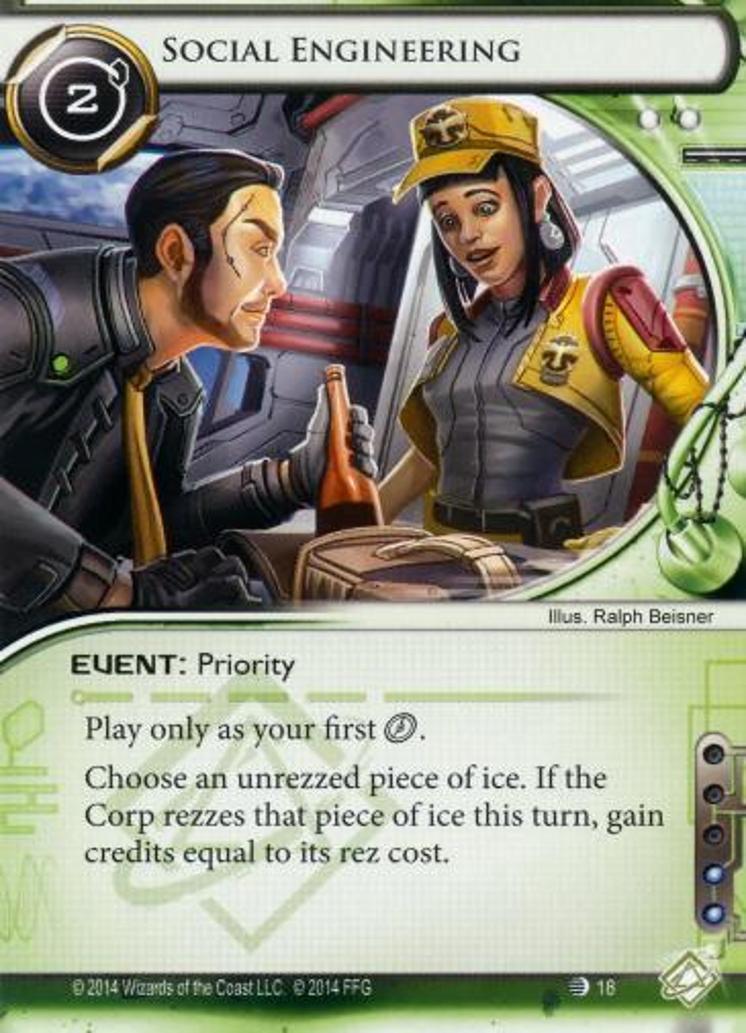 SOCIAL ENGINEERING
2
Illus. Ralph Beisner
EVENT: Priority
Play only as your first .
Choose an unrezzed piece of ice. If the
Corp rezzes that piece of ice this turn, gain
credits equal to its rez cost.
© 2014 Wizards of the Coast LLC. © 2014 FFG
18